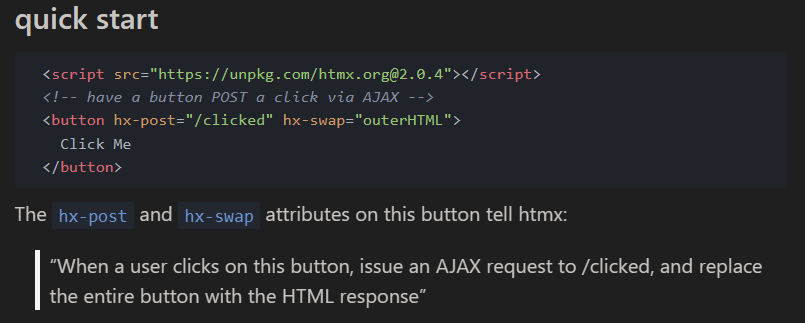 quick start
<script src="https://unpkg.com/htmx.org@2.0.4"></script>
<!-- have a button POST a click via AJAX -->
<button hx-post="/clicked" hx-swap="outerHTML">
Click Me
</button>
The hx-post and hx-swap attributes on this button tell htmx:
“When a user clicks on this button, issue an AJAX request to /clicked, and replace
the entire button with the HTML response”